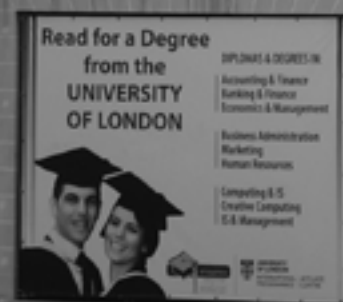 Read for a Degree
from the
UNIVERSITY
OF LONDON
DIPLOMAS & DEGREES IN:
Accounting & Finance
Banking & Finance
Economics & Management
Business Administration
Marketing
Human Resources
Computing & IS
Creative Computing
IS & Management
UNIVERSITY
OF LONDON